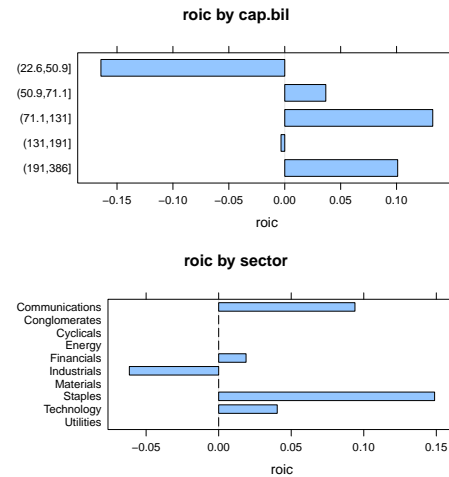 roic by cap.bil
(22.6,50.9]
(50.9,71.1]
(71.1,131]
(131,191]
(191,386]
−0.15 −0.10 −0.05 0.00 0.05 0.10
roic
roic by sector
Communications
Conglomerates
Cyclicals
Energy
Financials
Industrials
Materials
Staples
Technology
Utilities
−0.05 0.00 0.05 0.10 0.15
roic